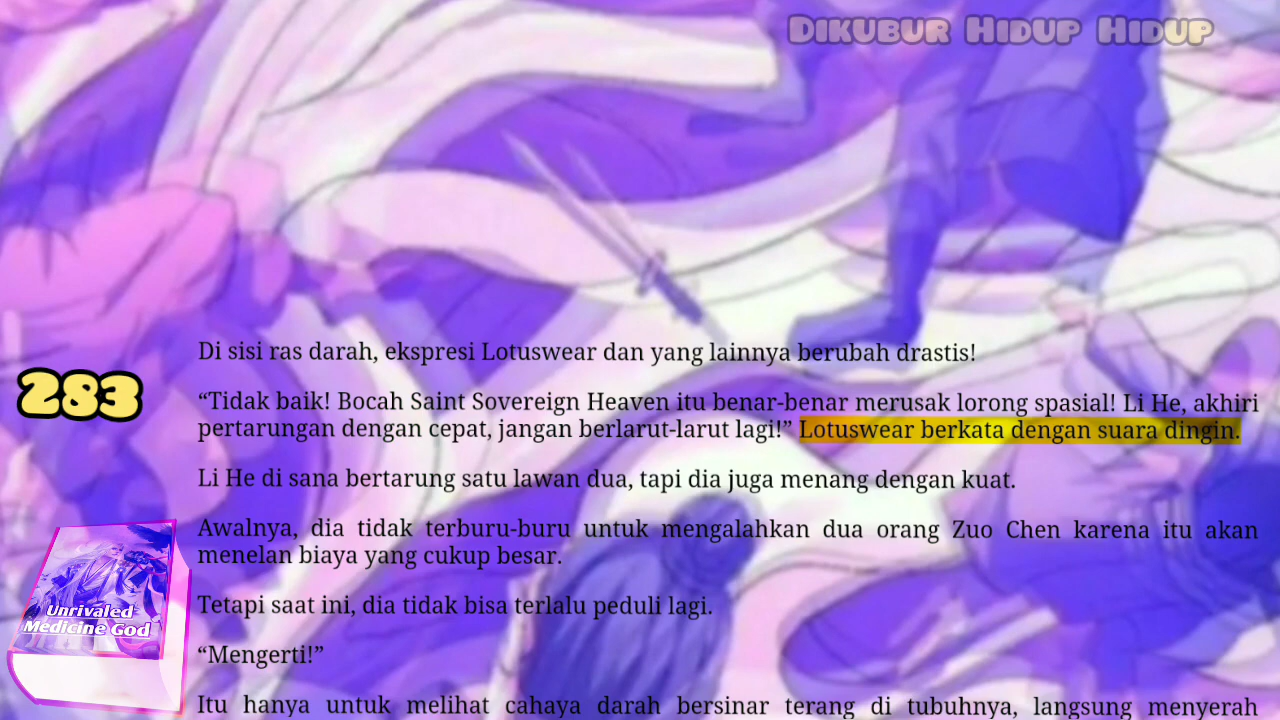 Dikubur Hidup Hidup
Di sisi ras darah, ekspresi Lotuswear dan yang lainnya berubah drastis!
“Tidak baik! Bocah Saint Sovereign Heaven itu benar-benar merusak lorong spasial! Li He, akhiri
pertarungan dengan cepat, jangan berlarut-larut lagi!” Lotuswear berkata dengan suara dingin.
283
Li He di sana bertarung satu lawan dua, tapi dia juga menang dengan kuat.
Awalnya, dia tidak terburu-buru untuk mengalahkan dua orang Zuo Chen karena itu akan
menelan biaya yang cukup besar.
Tetapi saat ini, dia tidak bisa terlalu peduli lagi.
Unrivaled
Medicine God
“Mengerti!”
Itu hanya untuk melihat cahaya darah bersinar terang di tubuhnya, langsung menyerah